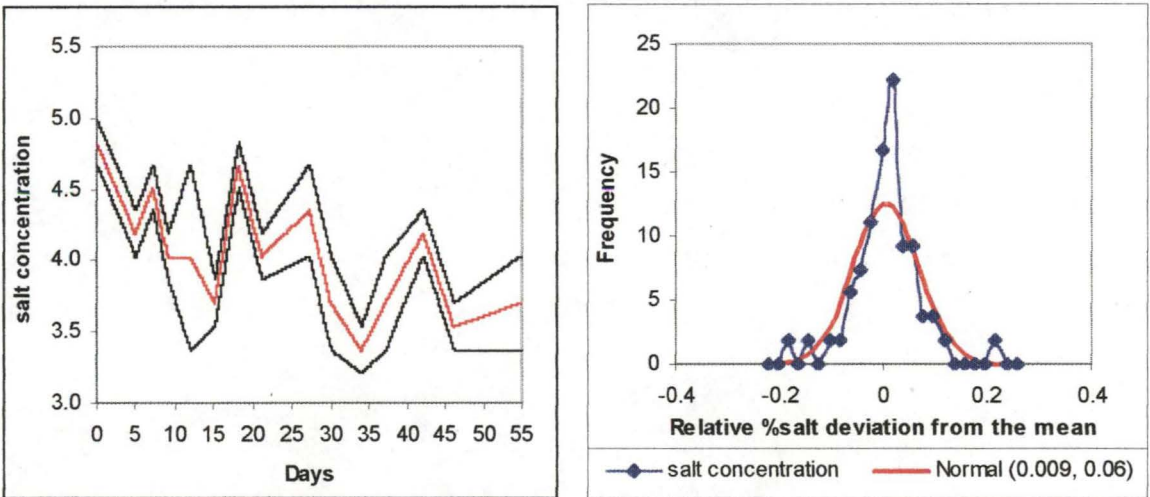 5.5
5.0
4.5
4.0
3.5
3.0
salt concentration
0 5 10 15 20 25 30 35 40 45 50 55
Days
25
20
15
10
5
0
Frequency
-0.4 -0.2 0 0.2 0.4
Relative %salt deviation from the mean
salt concentration Normal (0.009, 0.06)